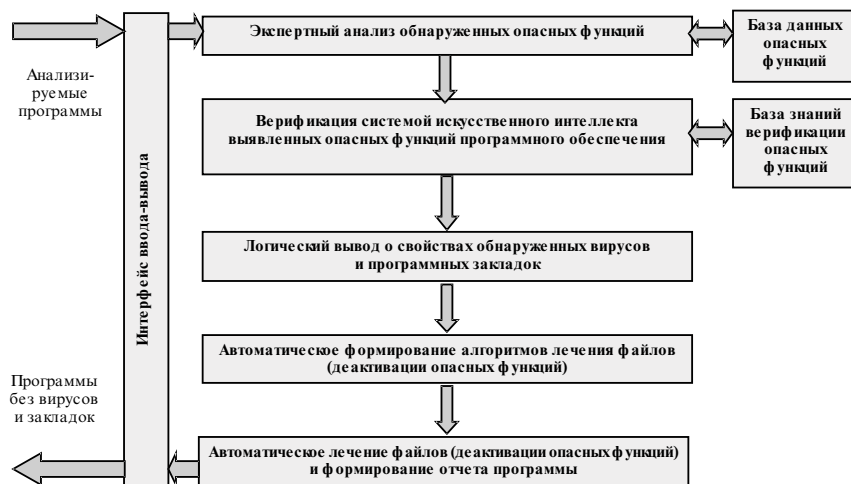 Экспертный анализ обнаруженных опасных функций
База данных
опасных
функций
Анализи-
руемые
программы
Верификация системой искусственного интеллекта
выявленных опасных функций программного обеспечения
База знаний
верификации
опасных
функций
Интерфейс ввода-вывода
Логический вывод о свойствах обнаруженных вирусов
и программных закладок
Автоматическое формирование алгоритмов лечения файлов
(деактивации опасных функций)
Программы
без вирусов
и закладок
Автоматическое лечение файлов (деактивации опасных функций)
и формирование отчета программы